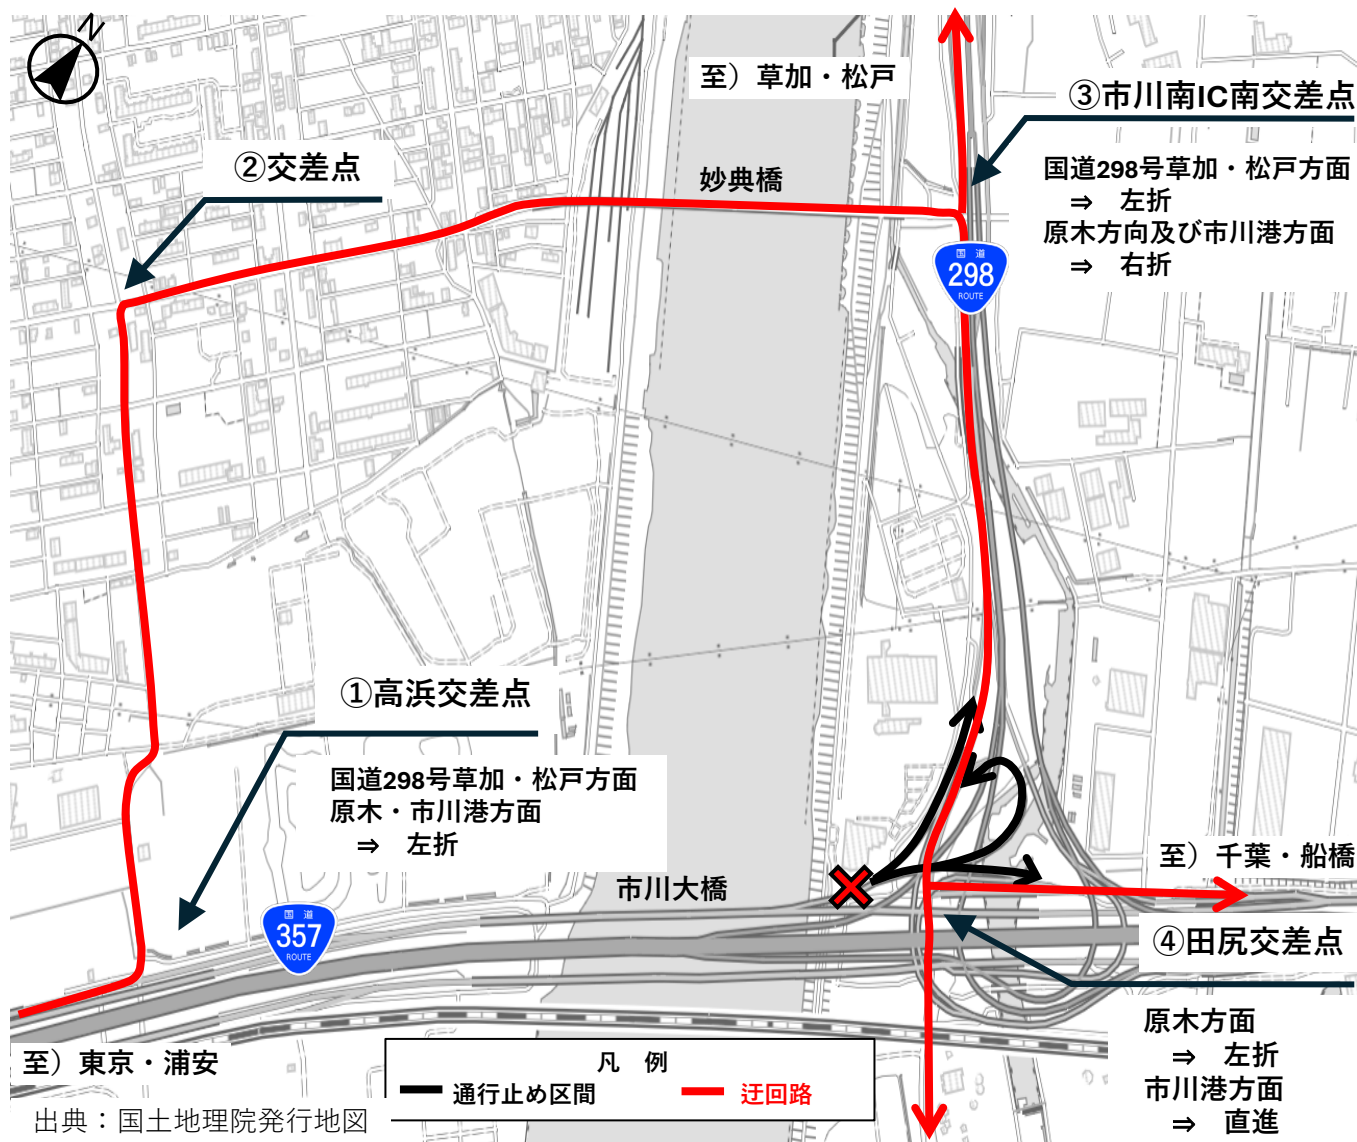 N
至）草加・松戸
③市川南IC南交差点
国道298号草加・松戸方面
⇒　左折
原木方向及び市川港方面
⇒　右折
②交差点
妙典橋
国道
298
ROUTE
①高浜交差点
国道298号草加・松戸方面
原木・市川港方面
⇒　左折
至）千葉・船橋
市川大橋
国道
357
ROUTE
④田尻交差点
原木方面
⇒　左折
市川港方面
⇒　直進
至）東京・浦安
凡　例
通行止め区間
迂回路
出典：国土地理院発行地図